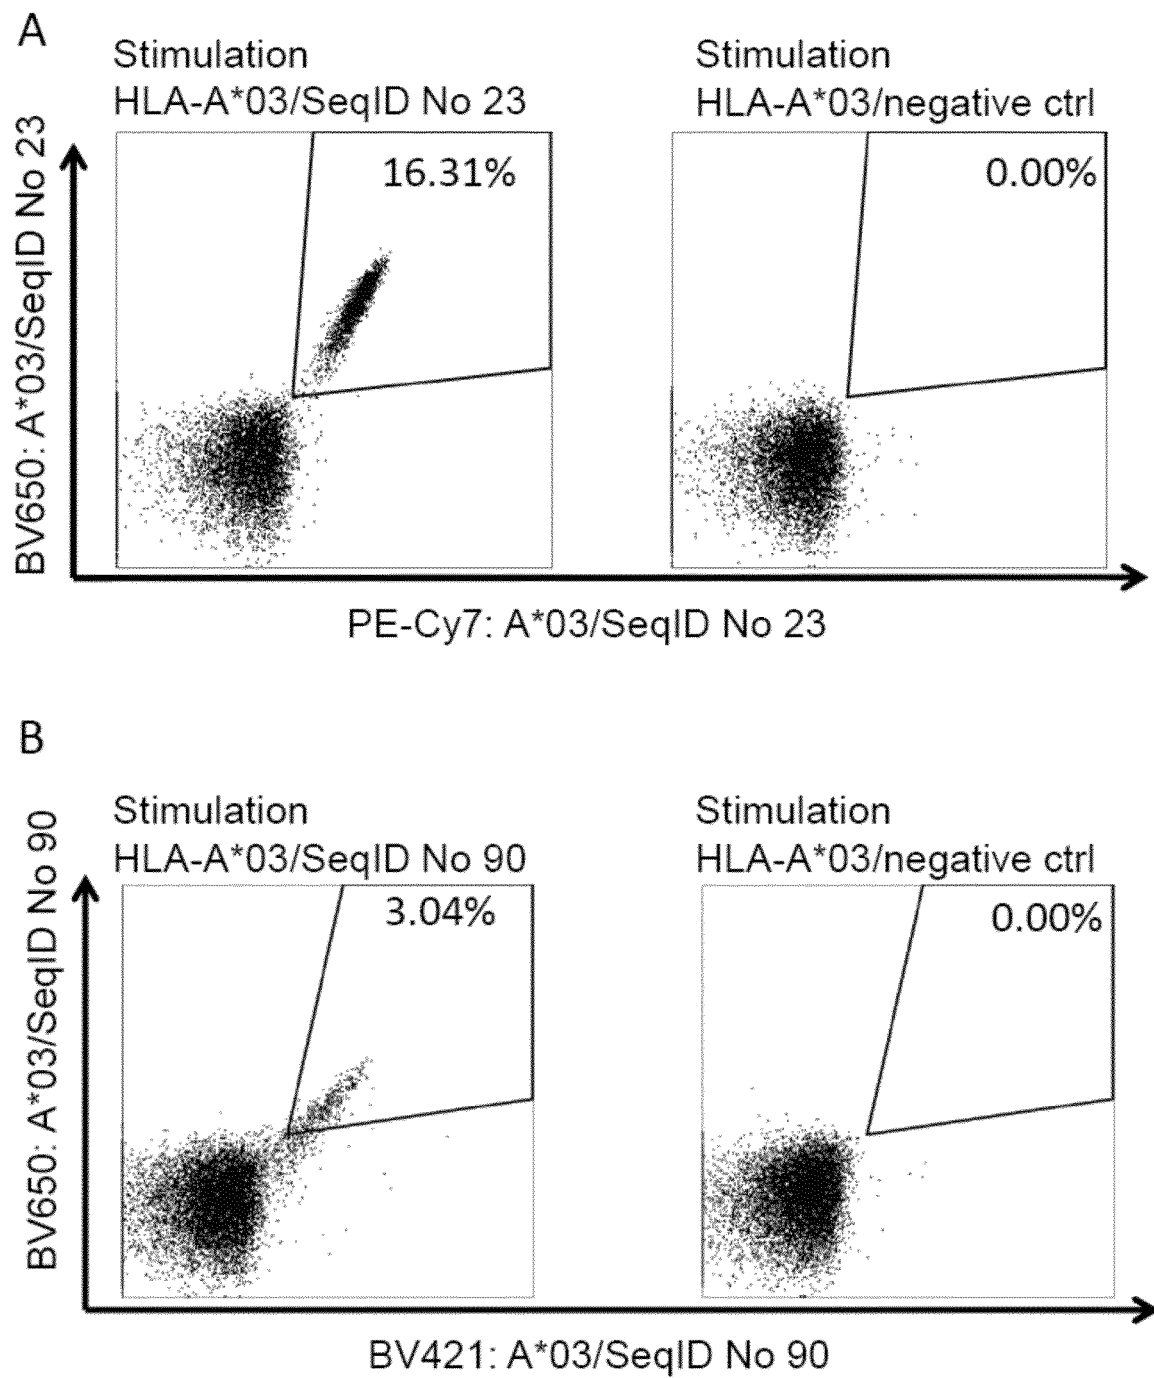 A
Stimulation
HLA-A*03/SeqID No 23
Stimulation
HLA-A*03/negative ctrl
BV650: A*03/SeqID No 23
16.31%
0.00%
PE-Cy7: A*03/SeqID No 23
B
Stimulation
HLA-A*03/SeqID No 90
Stimulation
HLA-A*03/negative ctrl
BV650: A*03/SeqID No 90
3.04%
0.00%
BV421: A*03/SeqID No 90